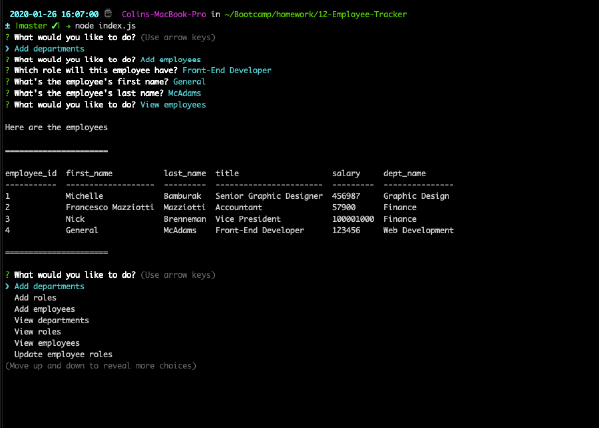 2020-01-26 16:07:00 Colins-MacBook-Pro in ~/Bootcamp/homework/12-Employee-Tracker
± |master ✓| → node index.js
? What would you like to do? (Use arrow keys)
❯ Add departments
? What would you like to do? Add employees
? Which role will this employee have? Front-End Developer
? What's the employee's first name? General
? What's the employee's last name? McAdams
? What would you like to do? View employees
Here are the employees
======================
employee_id first_name last_name title salary dept_name
----------- ------------------- --------- ----------------------- --------- ---------------
1 Michelle Bamburak Senior Graphic Designer 456987 Graphic Design
2 Francesco Mazziotti Mazziotti Accountant 57900 Finance
3 Nick Brenneman Vice President 100001000 Finance
4 General McAdams Front-End Developer 123456 Web Development
======================
? What would you like to do? (Use arrow keys)
❯ Add departments
Add roles
Add employees
View departments
View roles
View employees
Update employee roles
(Move up and down to reveal more choices)